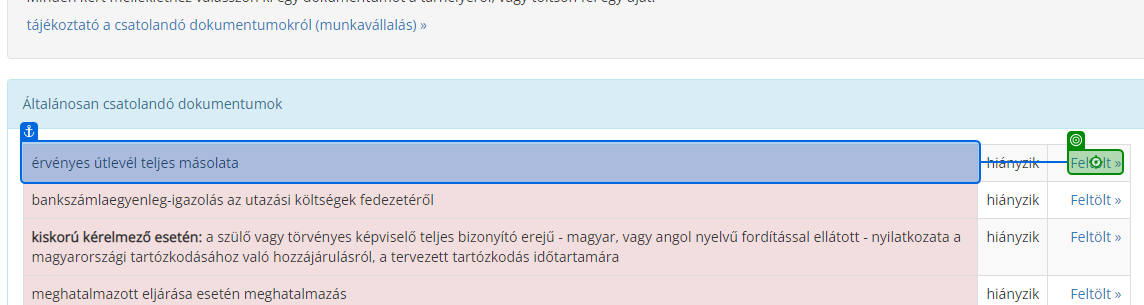 tájékoztató a csatolandó dokumentumokról (munkavállalás) »
Általánosan csatolandó dokumentumok
érvényes útlevél teljes másolata hiányzik Feltölt »
bankszámlaegyenleg-igazolás az utazási költségek fedezetéről hiányzik Feltölt »
kiskorú kérelmező esetén: a szülő vagy törvényes képviselő teljes bizonyító erejű - magyar, vagy angol nyelvű fordítással ellátott - nyilatkozata a hiányzik Feltölt »
magyarországi tartózkodásához való hozzájárulásról, a tervezett tartózkodás időtartamára
meghatalmazott eljárása esetén meghatalmazás hiányzik Feltölt »